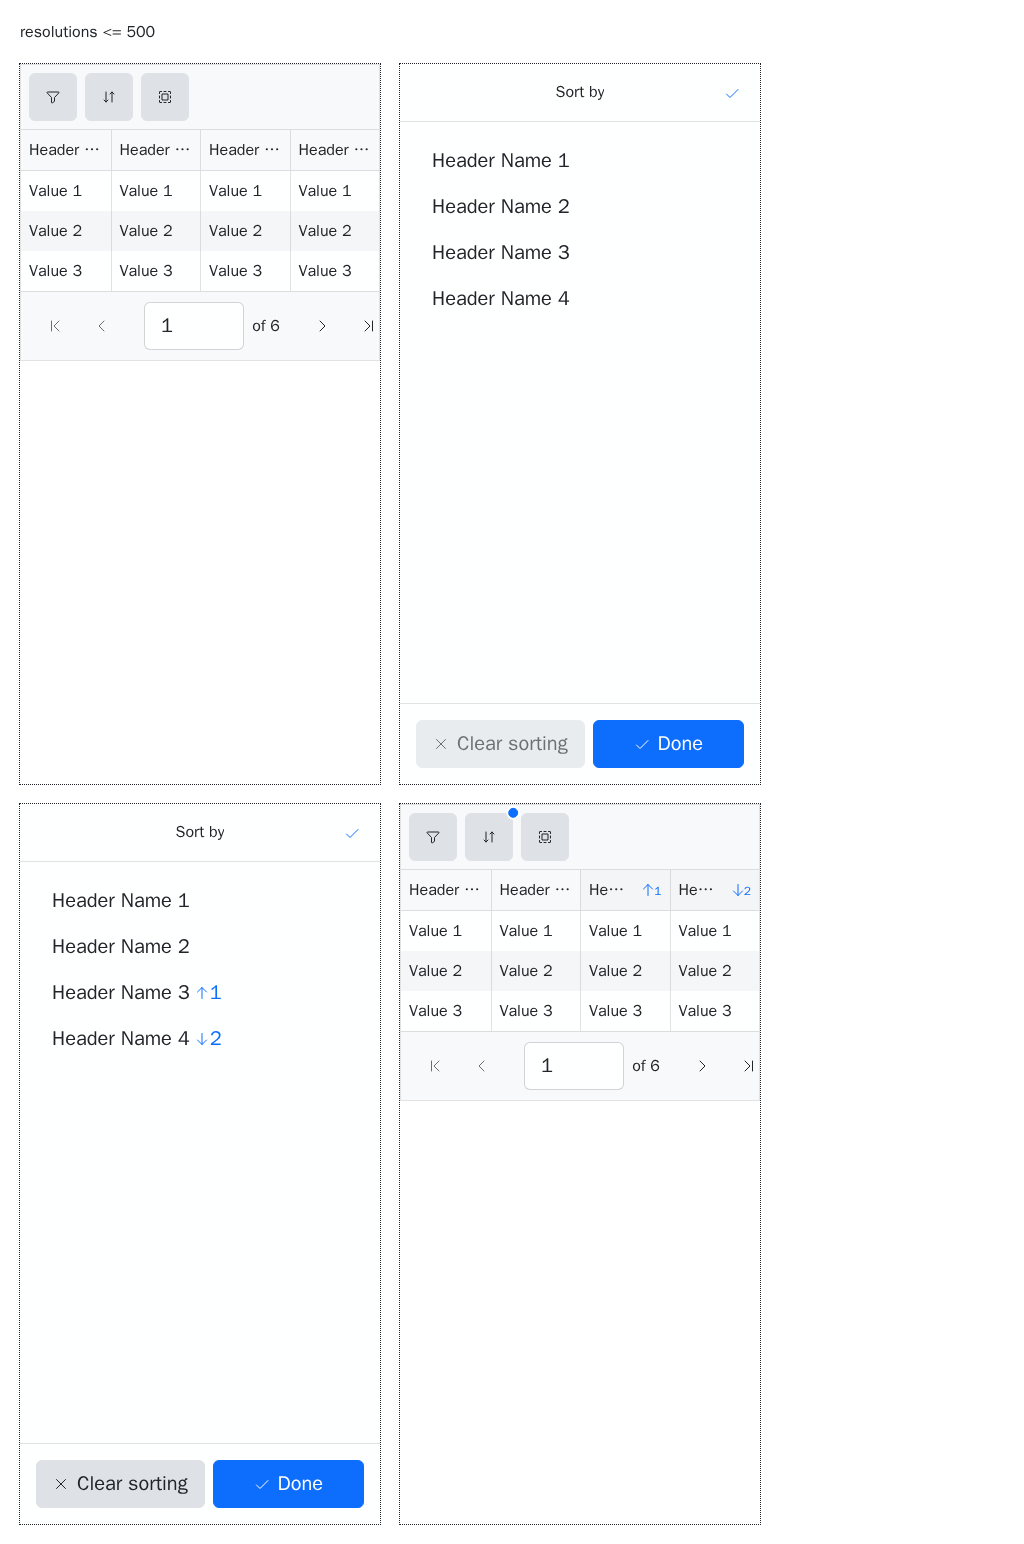 resolutions <= 500
Header ··· Header ··· Header ··· Header ···
Value 1 Value 1 Value 1 Value 1
Value 2 Value 2 Value 2 Value 2
Value 3 Value 3 Value 3 Value 3
1 of 6
Sort by
Header Name 1
Header Name 2
Header Name 3
Header Name 4
Clear sorting Done
Sort by
Header Name 1
Header Name 2
Header Name 3 ↑1
Header Name 4 ↓2
Clear sorting Done
Header ··· Header ··· He··· ↑1 He··· ↓2
Value 1 Value 1 Value 1 Value 1
Value 2 Value 2 Value 2 Value 2
Value 3 Value 3 Value 3 Value 3
1 of 6